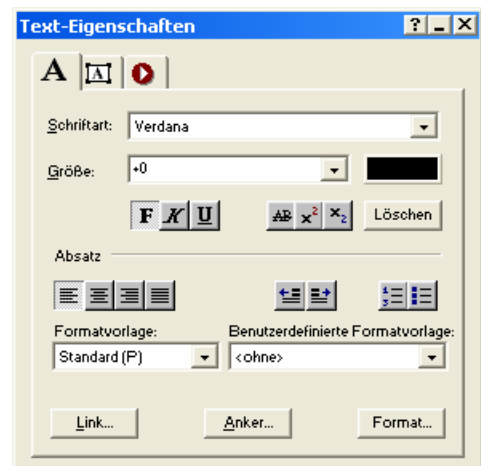 Text-Eigenschaften
A A
Schriftart: Verdana
Größe: +0
F K U AB x² x₂ Löschen
Absatz
Formatvorlage: Benutzerdefinierte Formatvorlage:
Standard (P) <ohne>
Link... Anker... Format...